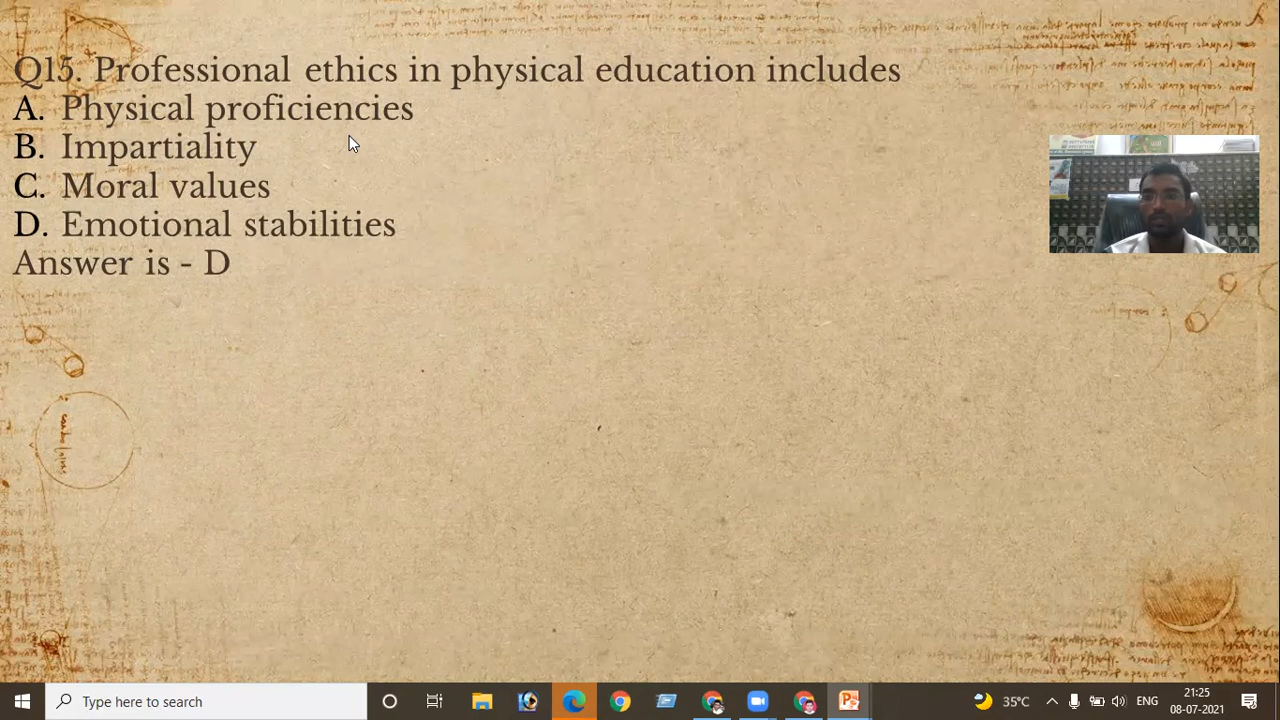 Q15. Professional ethics in physical education includes
A. Physical proficiencies
B. Impartiality
C. Moral values
D. Emotional stabilities
Answer is - D
Type here to search
35°C
ENG
21:25
08-07-2021